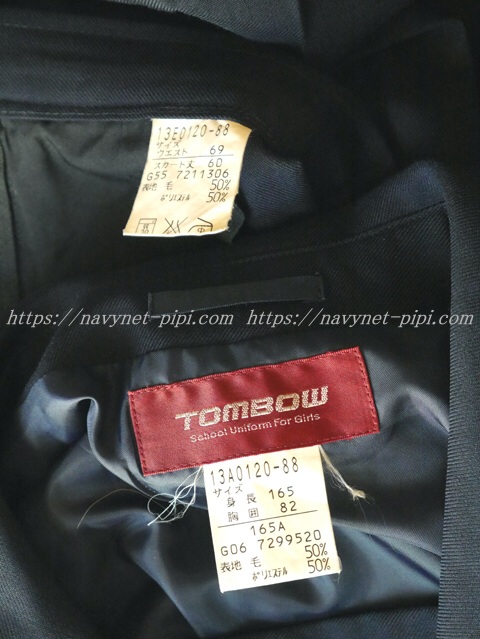 13E0120-88
サイズ
ウエスト 69
スカート丈 60
G55 7211306
表地 毛 50%
ポリエステル 50%
中
https://navynet-pipi.com https://navynet-pipi.com
TOMBOW
School Uniform For Girls
13A0120-88
サイズ
身長 165
胸囲 82
165A
G06 7299520
表地 毛 50%
ポリエステル 50%